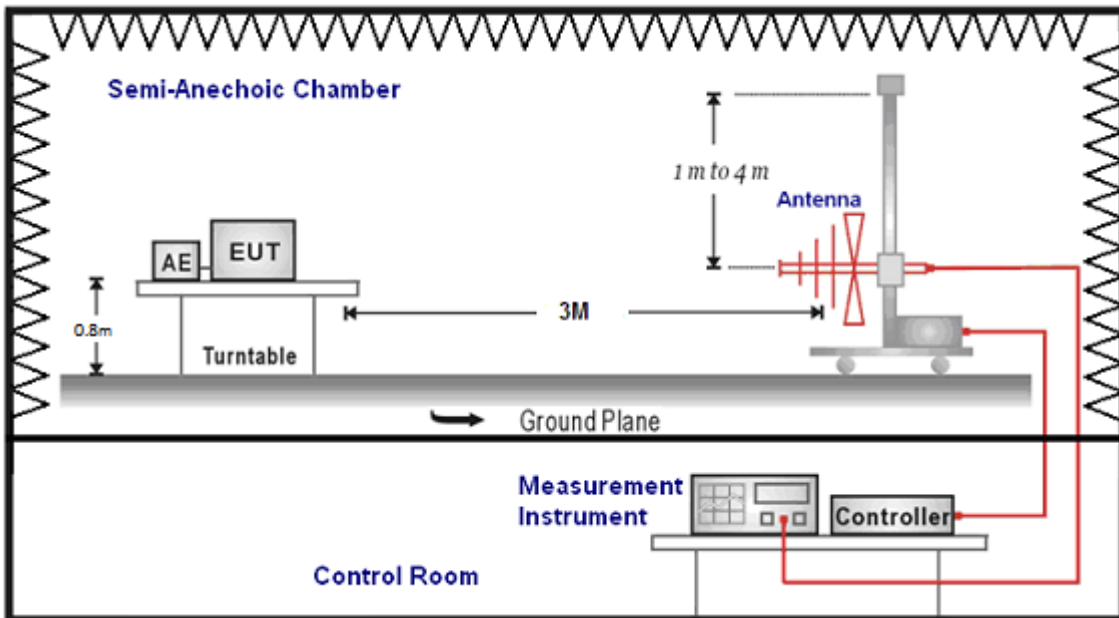 Semi-Anechoic Chamber
1 m to 4 m
Antenna
AE
EUT
0.8m
3M
Turntable
Ground Plane
Measurement
Instrument
Controller
Control Room